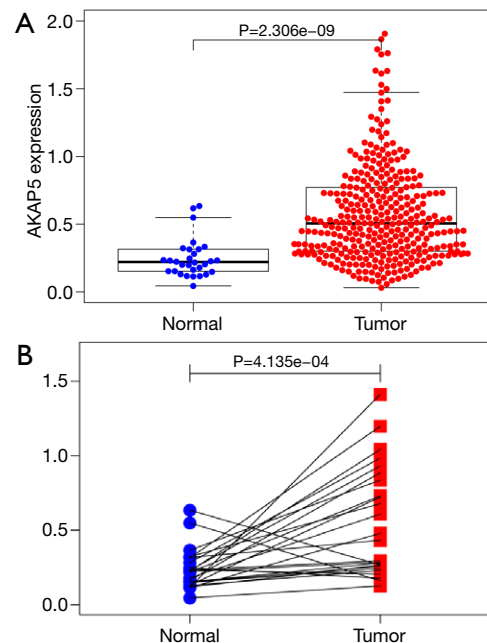 A
P=2.306e−09
AKAP5 expression
2.0
1.5
1.0
0.5
0.0
Normal Tumor
B
P=4.135e−04
1.5
1.0
0.5
0.0
Normal Tumor